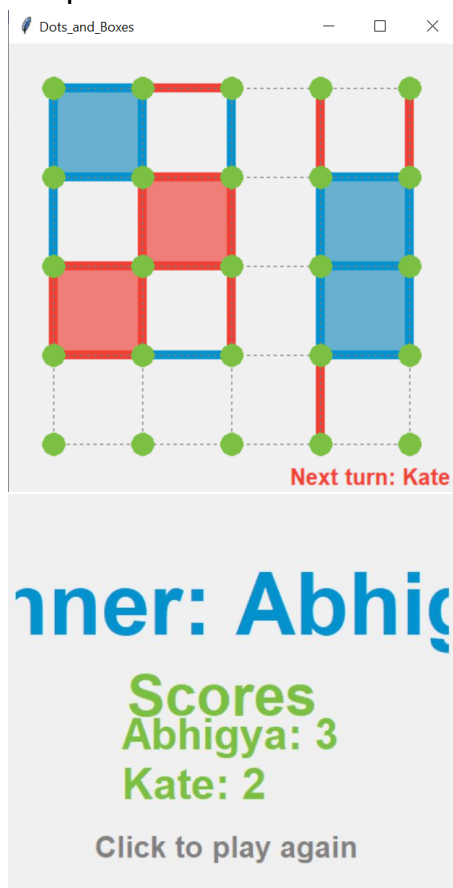 Dots_and_Boxes
Next turn: Kate
nner: Abhig
Scores
Abhigya: 3
Kate: 2
Click to play again